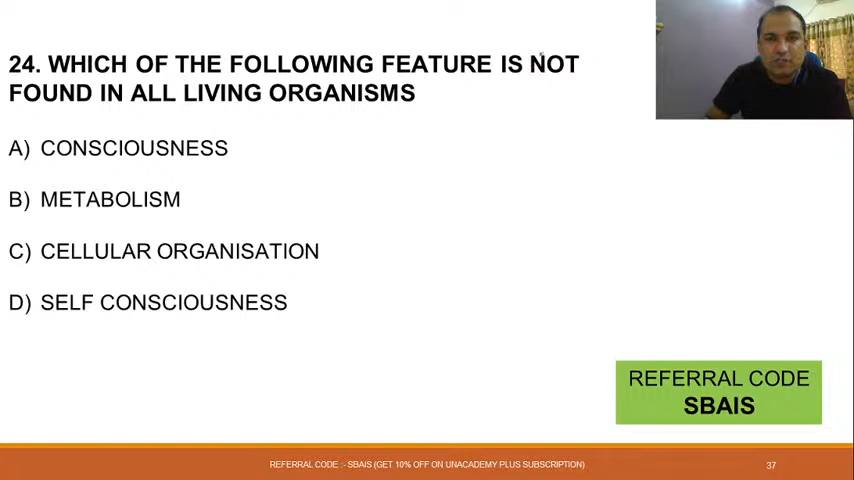 24. WHICH OF THE FOLLOWING FEATURE IS NOT
FOUND IN ALL LIVING ORGANISMS
A) CONSCIOUSNESS
B) METABOLISM
C) CELLULAR ORGANISATION
D) SELF CONSCIOUSNESS
REFERRAL CODE
SBAIS
REFERRAL CODE :- SBAIS (GET 10% OFF ON UNACADEMY PLUS SUBSCRIPTION)
37